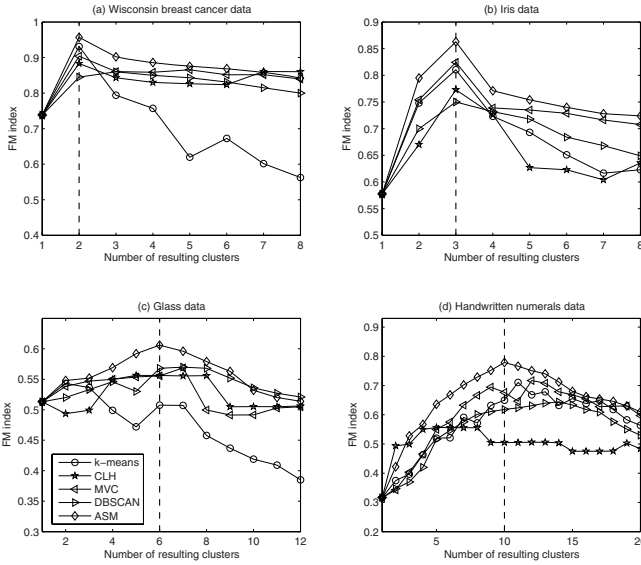 (a) Wisconsin breast cancer data
1
0.9
0.8
0.7
0.6
0.5
0.4
FM index
1 2 3 4 5 6 7 8
Number of resulting clusters
(b) Iris data
0.9
0.85
0.8
0.75
0.7
0.65
0.6
0.55
0.5
FM index
1 2 3 4 5 6 7 8
Number of resulting clusters
(c) Glass data
0.6
0.55
0.5
0.45
0.4
0.35
0.3
FM index
k−means
CLH
MVC
DBSCAN
ASM
2 4 6 8 10 12
Number of resulting clusters
(d) Handwritten numerals data
0.9
0.8
0.7
0.6
0.5
0.4
0.3
0.2
FM index
5 10 15 20
Number of resulting clusters